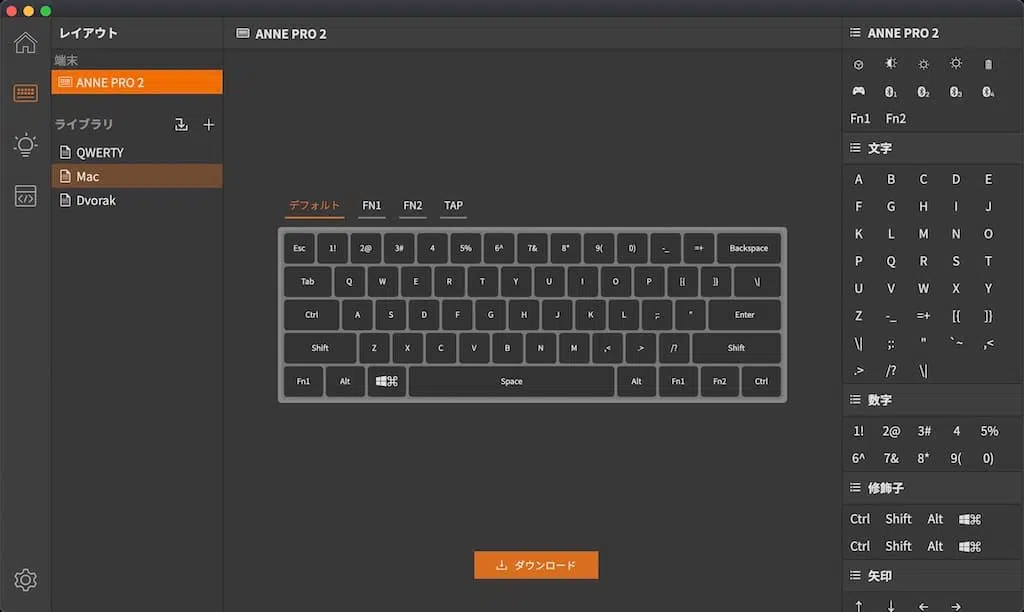 レイアウト
端末
ANNE PRO 2
ライブラリ
QWERTY
Mac
Dvorak
ANNE PRO 2
デフォルト FN1 FN2 TAP
Esc 1! 2@ 3# 4 5% 6^ 7& 8* 9( 0) -_ =+ Backspace
Tab Q W E R T Y U I O P [{ ]} \|
Ctrl A S D F G H J K L ;: " Enter
Shift Z X C V B N M ,< .> /? Shift
Fn1 Alt ⌘ Space Alt Fn1 Fn2 Ctrl
ダウンロード
ANNE PRO 2
1 2 3 4
Fn1 Fn2
文字
A B C D E
F G H I J
K L M N O
P Q R S T
U V W X Y
Z -_ =+ [{ ]}
\| ;: " `~ ,<
.> /? \|
数字
1! 2@ 3# 4 5%
6^ 7& 8* 9( 0)
修飾子
Ctrl Shift Alt ⌘
Ctrl Shift Alt ⌘
矢印
↑ ↓ ← →